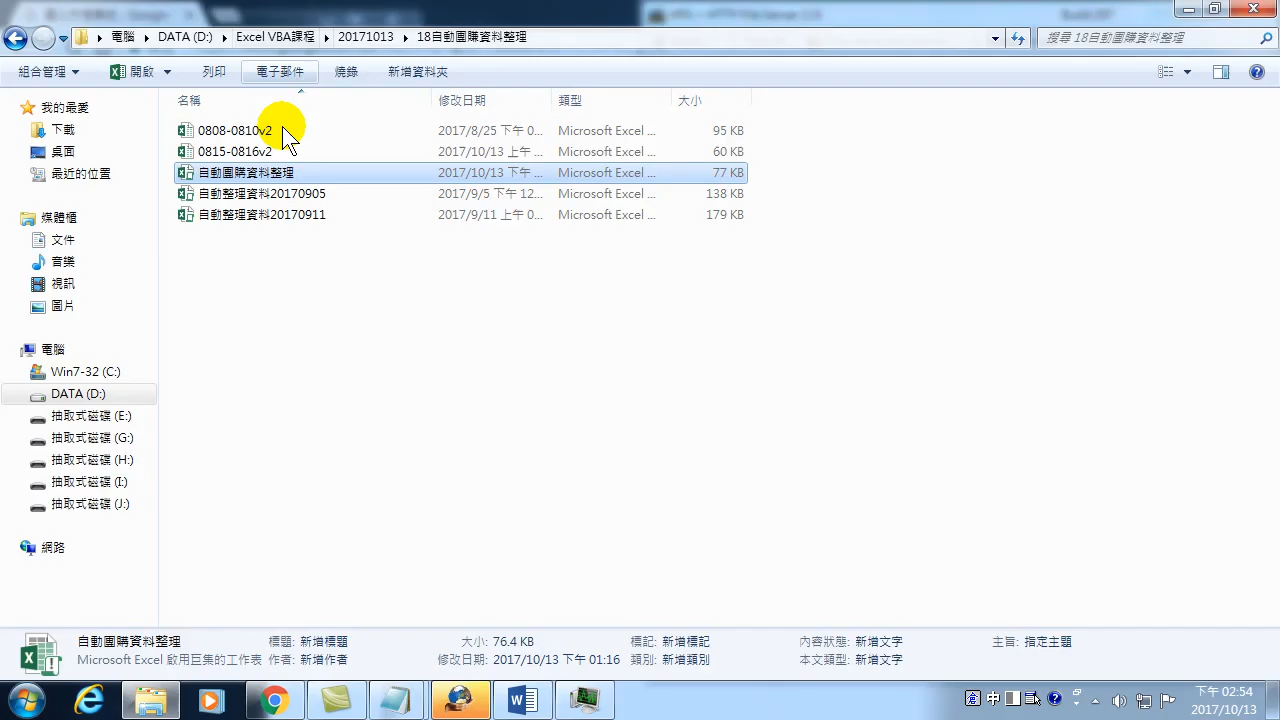 電腦 DATA (D:) Excel VBA課程 20171013 18自動團購資料整理
搜尋 18自動團購資料整理
組合管理 開啟 列印 電子郵件 燒錄 新增資料夾
名稱 修改日期 類型 大小
0808-0810v2 2017/8/25 下午 0... Microsoft Excel ... 95 KB
0815-0816v2 2017/10/13 上午 ... Microsoft Excel ... 60 KB
自動團購資料整理 2017/10/13 下午 ... Microsoft Excel ... 77 KB
自動整理資料20170905 2017/9/5 下午 12... Microsoft Excel ... 138 KB
自動整理資料20170911 2017/9/11 上午 0... Microsoft Excel ... 179 KB
我的最愛
下載
桌面
最近的位置
媒體櫃
文件
音樂
視訊
圖片
電腦
Win7-32 (C:)
DATA (D:)
抽取式磁碟 (E:)
抽取式磁碟 (G:)
抽取式磁碟 (H:)
抽取式磁碟 (I:)
抽取式磁碟 (J:)
網路
自動團購資料整理 標題: 新增標題 大小: 76.4 KB 標記: 新增標記 內容狀態: 新增文字 主旨: 指定主題
Microsoft Excel 啟用巨集的工作表 作者: 新增作者 修改日期: 2017/10/13 下午 01:16 類別: 新增類別 本文類型: 新增文字
中
下午 02:54
2017/10/13